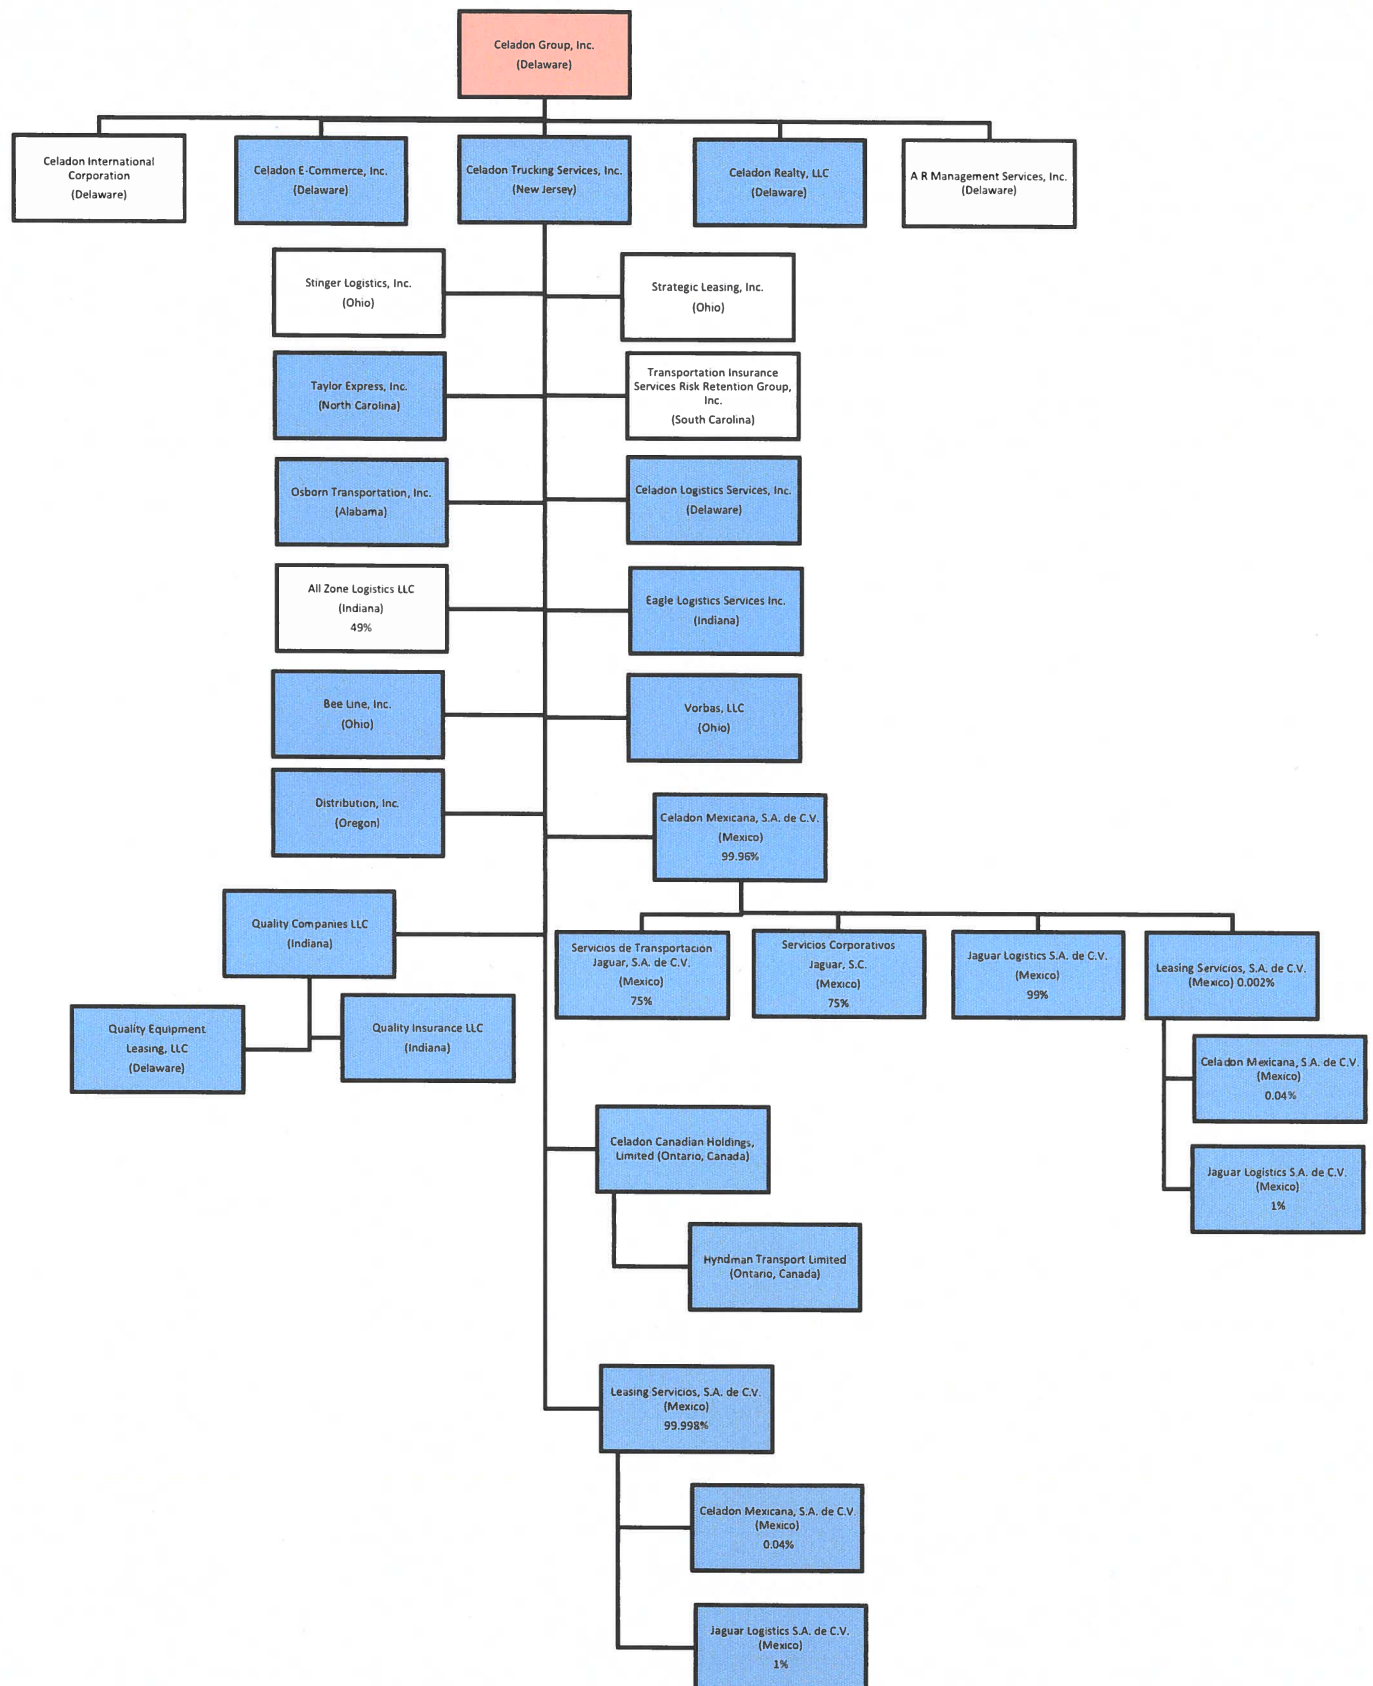 Celadon Group, Inc.
(Delaware)
Celadon International
Corporation
(Delaware)
Celadon E-Commerce, Inc.
(Delaware)
Celadon Trucking Services, Inc.
(New Jersey)
Celadon Realty, LLC
(Delaware)
A R Management Services, Inc.
(Delaware)
Stinger Logistics, Inc.
(Ohio)
Strategic Leasing, Inc.
(Ohio)
Taylor Express, Inc.
(North Carolina)
Transportation Insurance
Services Risk Retention Group,
Inc.
(South Carolina)
Osborn Transportation, Inc.
(Alabama)
Celadon Logistics Services, Inc.
(Delaware)
All Zone Logistics LLC
(Indiana)
49%
Eagle Logistics Services Inc.
(Indiana)
Bee Line, Inc.
(Ohio)
Vorbas, LLC
(Ohio)
Distribution, Inc.
(Oregon)
Celadon Mexicana, S.A. de C.V.
(Mexico)
99.96%
Quality Companies LLC
(Indiana)
Servicios de Transportacion
Jaguar, S.A. de C.V.
(Mexico)
75%
Servicios Corporativos
Jaguar, S.C.
(Mexico)
75%
Jaguar Logistics S.A. de C.V.
(Mexico)
99%
Leasing Servicios, S.A. de C.V.
(Mexico) 0.002%
Quality Equipment
Leasing, LLC
(Delaware)
Quality Insurance LLC
(Indiana)
Celadon Mexicana, S.A. de C.V.
(Mexico)
0.04%
Celadon Canadian Holdings,
Limited (Ontario, Canada)
Jaguar Logistics S.A. de C.V.
(Mexico)
1%
Hyndman Transport Limited
(Ontario, Canada)
Leasing Servicios, S.A. de C.V.
(Mexico)
99.998%
Celadon Mexicana, S.A. de C.V.
(Mexico)
0.04%
Jaguar Logistics S.A. de C.V.
(Mexico)
1%